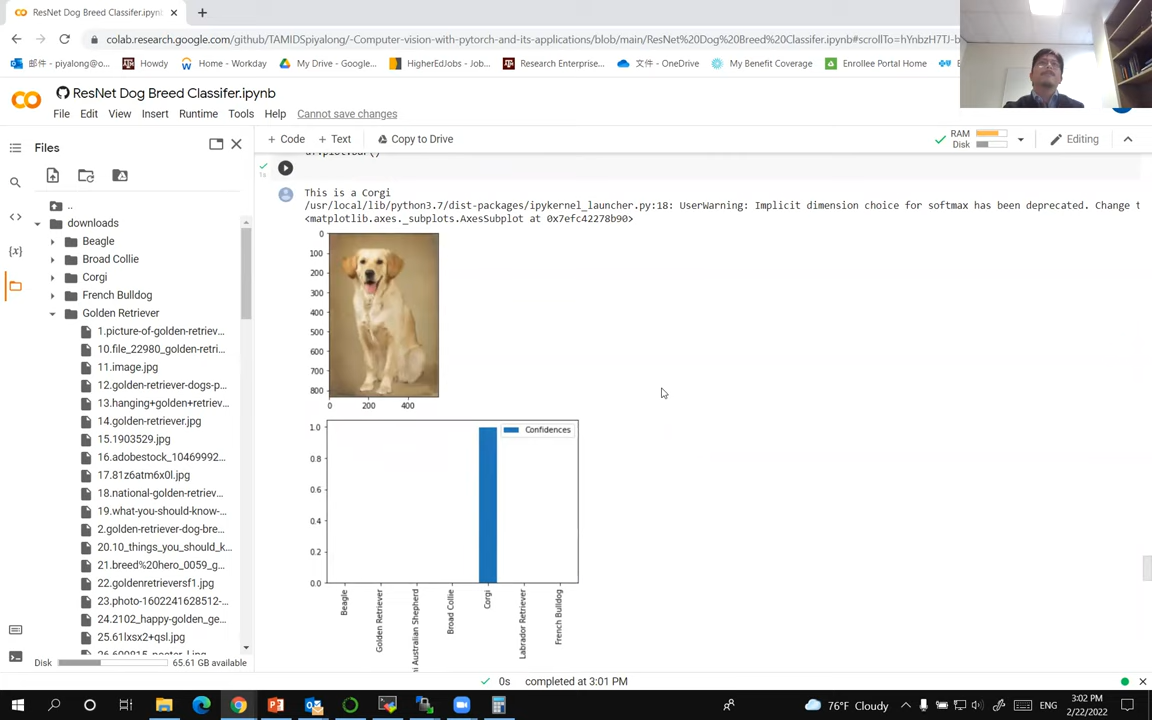 ResNet Dog Breed Classifer.ipynb
colab.research.google.com/github/TAMIDSpiyalong/-Computer-vision-with-pytorch-and-its-applications/blob/main/ResNet%20Dog%20Breed%20Classifer.ipynb#scrollTo=hYnbzH7TJ-b
邮件 - piyalong@o... Howdy Home - Workday My Drive - Google... HigherEdJobs - Job... Research Enterprise... 文件 - OneDrive My Benefit Coverage Enrollee Portal Home
ResNet Dog Breed Classifer.ipynb
File Edit View Insert Runtime Tools Help Cannot save changes
Files
+ Code + Text Copy to Drive
RAM
Disk
Editing
..
downloads
Beagle
Broad Collie
Corgi
French Bulldog
Golden Retriever
1.picture-of-golden-retriev...
10.file_22980_golden-retri...
11.image.jpg
12.golden-retriever-dogs-p...
13.hanging+golden+retriev...
14.golden-retriever.jpg
15.1903529.jpg
16.adobestock_10469992...
17.81z6atm6x0l.jpg
18.national-golden-retriev...
19.what-you-should-know-...
2.golden-retriever-dog-bre...
20.10_things_you_should_k...
21.breed%20hero_0059_g...
22.goldenretrieversf1.jpg
23.photo-1602241628512-...
24.2102_happy-golden_ge...
25.61lxsx2+qsl.jpg
Disk 65.61 GB available
1s
This is a Corgi
/usr/local/lib/python3.7/dist-packages/ipykernel_launcher.py:18: UserWarning: Implicit dimension choice for softmax has been deprecated. Change t
<matplotlib.axes._subplots.AxesSubplot at 0x7efc42278b90>
0
100
200
300
400
500
600
700
800
0 200 400
Confidences
1.0
0.8
0.6
0.4
0.2
0.0
Beagle
Golden Retriever
ni Australian Shepherd
Broad Collie
Corgi
Labrador Retriever
French Bulldog
0s completed at 3:01 PM
76°F Cloudy
ENG
3:02 PM
2/22/2022